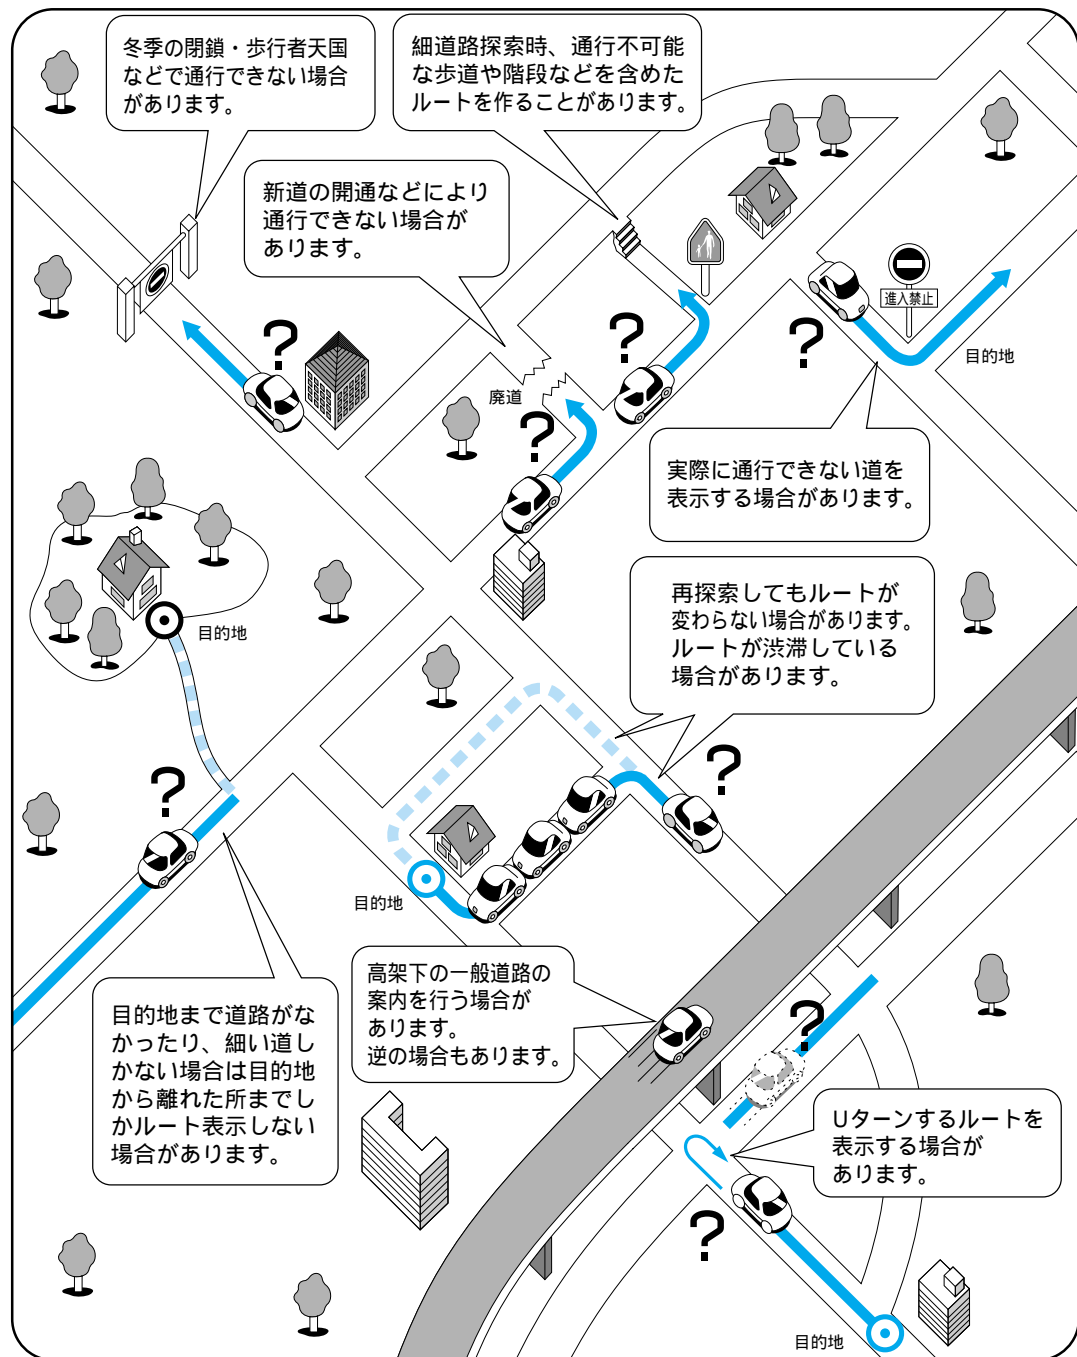 冬季の閉鎖・歩行者天国
などで通行できない場合
があります。
細道路探索時、通行不可能
な歩道や階段などを含めた
ルートを作ることがあります。
新道の開通などにより
通行できない場合が
あります。
進入禁止
目的地
廃道
実際に通行できない道を
表示する場合があります。
再探索してもルートが
変わらない場合があります。
ルートが渋滞している
場合があります。
目的地
目的地
高架下の一般道路の
案内を行う場合が
あります。
逆の場合もあります。
目的地まで道路がな
かったり、細い道し
かない場合は目的地
から離れた所までし
かルート表示しない
場合があります。
Uターンするルートを
表示する場合が
あります。
目的地
?
?
?
?
?
?
?
?
?